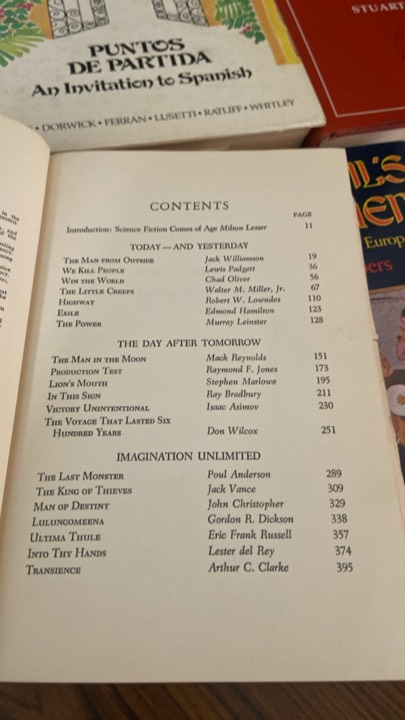 STUART
PUNTOS
DE PARTIDA
An Invitation to Spanish
• DORWICK • FERRÁN • LUSETTI • RATLIFF • WHITLEY
CONTENTS
PAGE
Introduction: Science Fiction Comes of Age Milton Lesser 11
TODAY—AND YESTERDAY
The Man from Outside Jack Williamson 19
We Kill People Lewis Padgett 36
Win the World Chad Oliver 56
The Little Creeps Walter M. Miller, Jr. 67
Highway Robert W. Lowndes 110
Exile Edmond Hamilton 123
The Power Murray Leinster 128
THE DAY AFTER TOMORROW
The Man in the Moon Mack Reynolds 151
Production Test Raymond F. Jones 173
Lion's Mouth Stephen Marlowe 195
In This Sign Ray Bradbury 211
Victory Unintentional Isaac Asimov 230
The Voyage That Lasted Six
Hundred Years Don Wilcox 251
IMAGINATION UNLIMITED
The Last Monster Poul Anderson 289
The King of Thieves Jack Vance 309
Man of Destiny John Christopher 329
Lulungomeena Gordon R. Dickson 338
Ultima Thule Eric Frank Russell 357
Into Thy Hands Lester del Rey 374
Transience Arthur C. Clarke 395
Europ